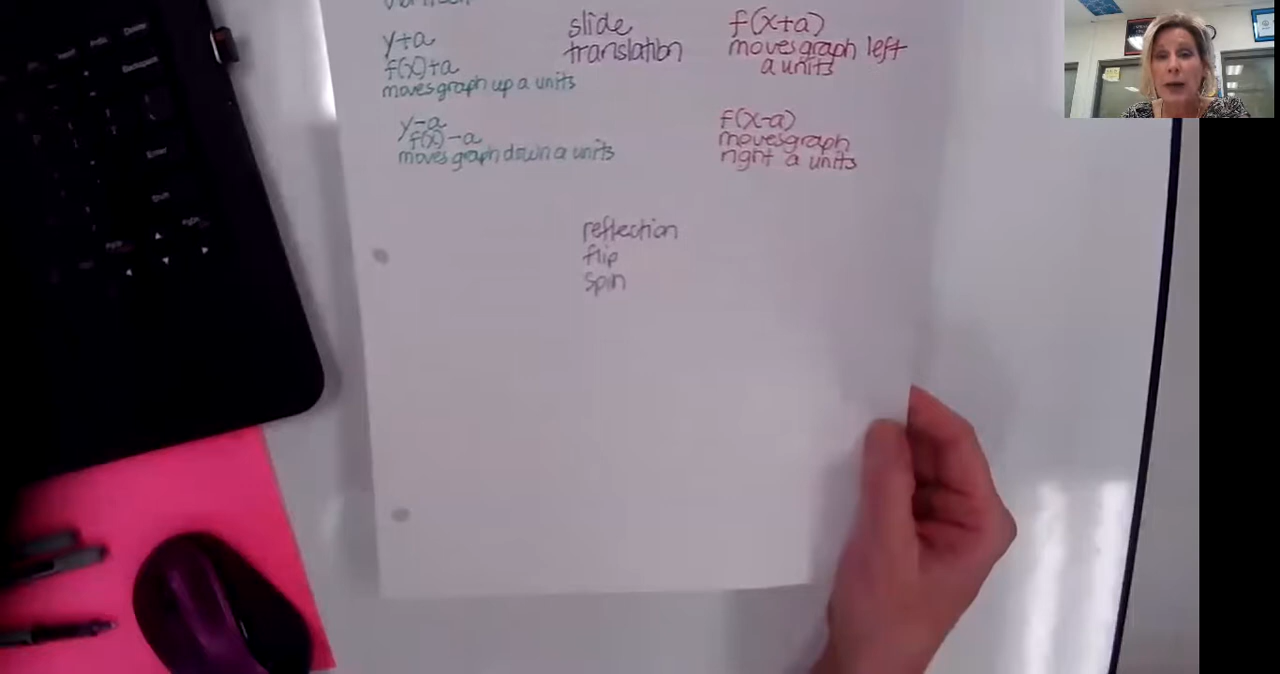 y+a
f(x)+a
moves graph up a units
y-a
f(x)-a
moves graph down a units
slide
translation
f(x+a)
moves graph left
a units
f(x-a)
moves graph
right a units
reflection
flip
spin